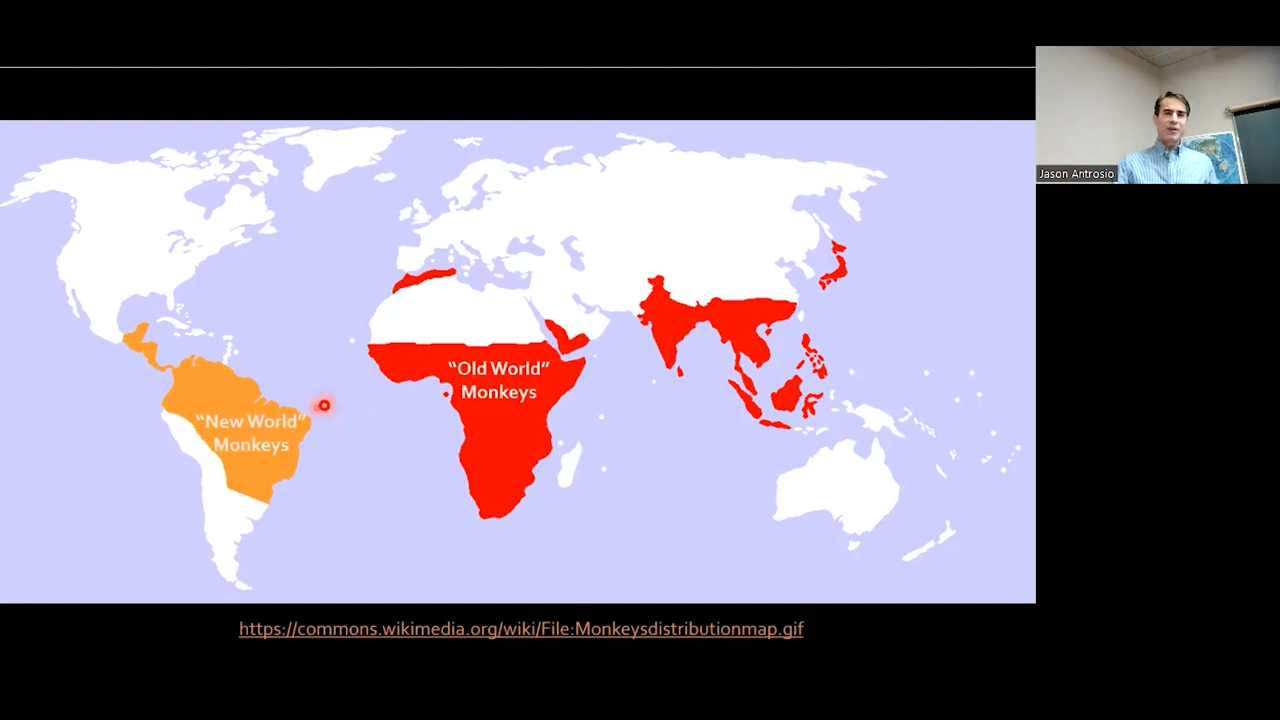 Jason Antrosio
“Old World”
Monkeys
“New World”
Monkeys
https://commons.wikimedia.org/wiki/File:Monkeysdistributionmap.gif